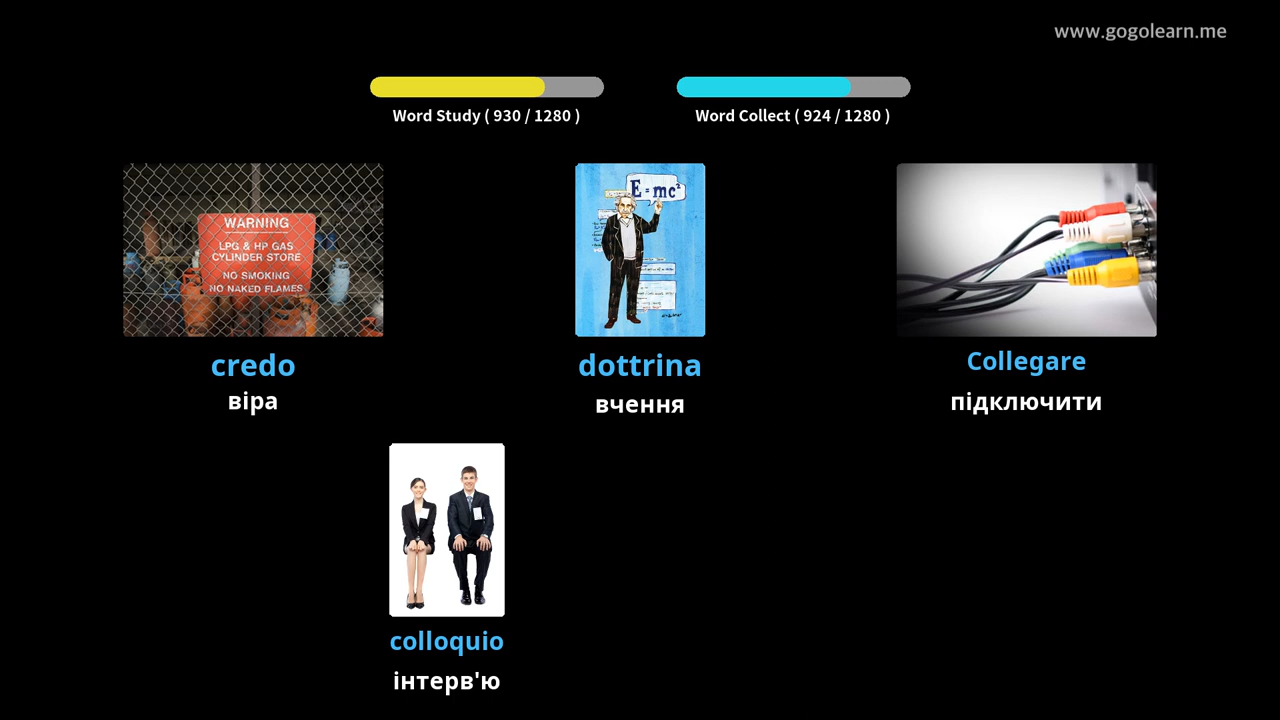 www.gogolearn.me
Word Study ( 930 / 1280 )
Word Collect ( 924 / 1280 )
WARNING
LPG & HP GAS
CYLINDER STORE
NO SMOKING
NO NAKED FLAMES
E=mc²
credo
віра
dottrina
вчення
Collegare
підключити
colloquio
інтерв'ю